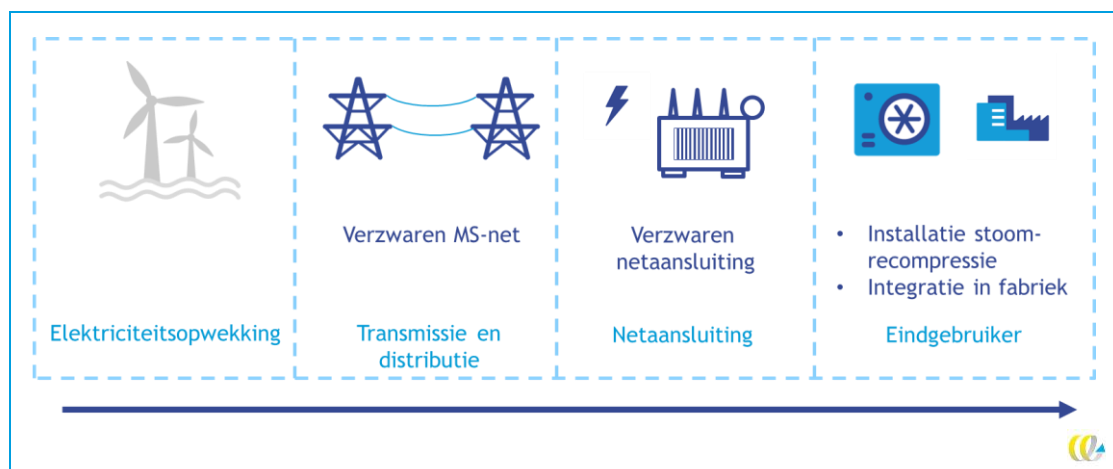 Verzwaren MS-net
Verzwaren
netaansluiting
• Installatie stoom-
recompressie
• Integratie in fabriek
Elektriciteitsopwekking
Transmissie en
distributie
Netaansluiting
Eindgebruiker